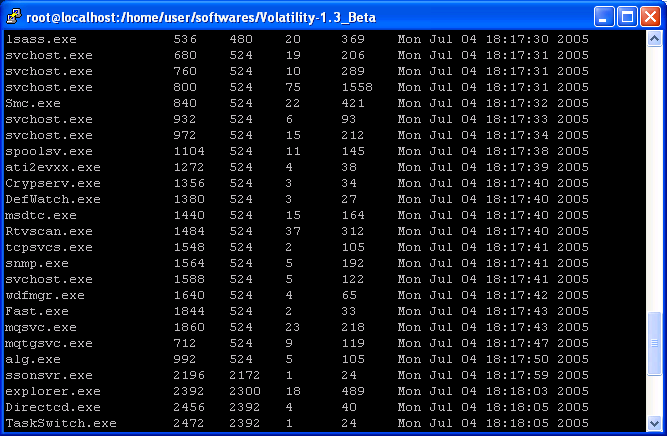 root@localhost:/home/user/softwares/Volatility-1.3_Beta
lsass.exe 536 480 20 369 Mon Jul 04 18:17:30 2005
svchost.exe 680 524 19 206 Mon Jul 04 18:17:31 2005
svchost.exe 760 524 10 289 Mon Jul 04 18:17:31 2005
svchost.exe 800 524 75 1558 Mon Jul 04 18:17:31 2005
Smc.exe 840 524 22 421 Mon Jul 04 18:17:32 2005
svchost.exe 932 524 6 93 Mon Jul 04 18:17:33 2005
svchost.exe 972 524 15 212 Mon Jul 04 18:17:34 2005
spoolsv.exe 1104 524 11 145 Mon Jul 04 18:17:38 2005
ati2evxx.exe 1272 524 4 38 Mon Jul 04 18:17:39 2005
Crypserv.exe 1356 524 3 34 Mon Jul 04 18:17:40 2005
DefWatch.exe 1380 524 3 27 Mon Jul 04 18:17:40 2005
msdtc.exe 1440 524 15 164 Mon Jul 04 18:17:40 2005
Rtvscan.exe 1484 524 37 312 Mon Jul 04 18:17:40 2005
tcpsvcs.exe 1548 524 2 105 Mon Jul 04 18:17:41 2005
snmp.exe 1564 524 5 192 Mon Jul 04 18:17:41 2005
svchost.exe 1588 524 5 122 Mon Jul 04 18:17:41 2005
wdfmgr.exe 1640 524 4 65 Mon Jul 04 18:17:42 2005
Fast.exe 1844 524 2 33 Mon Jul 04 18:17:43 2005
mqsvc.exe 1860 524 23 218 Mon Jul 04 18:17:43 2005
mqtgsvc.exe 712 524 9 119 Mon Jul 04 18:17:47 2005
alg.exe 992 524 5 105 Mon Jul 04 18:17:50 2005
ssonsvr.exe 2196 2172 1 24 Mon Jul 04 18:17:59 2005
explorer.exe 2392 2300 18 489 Mon Jul 04 18:18:03 2005
Directcd.exe 2456 2392 4 40 Mon Jul 04 18:18:05 2005
TaskSwitch.exe 2472 2392 1 24 Mon Jul 04 18:18:05 2005